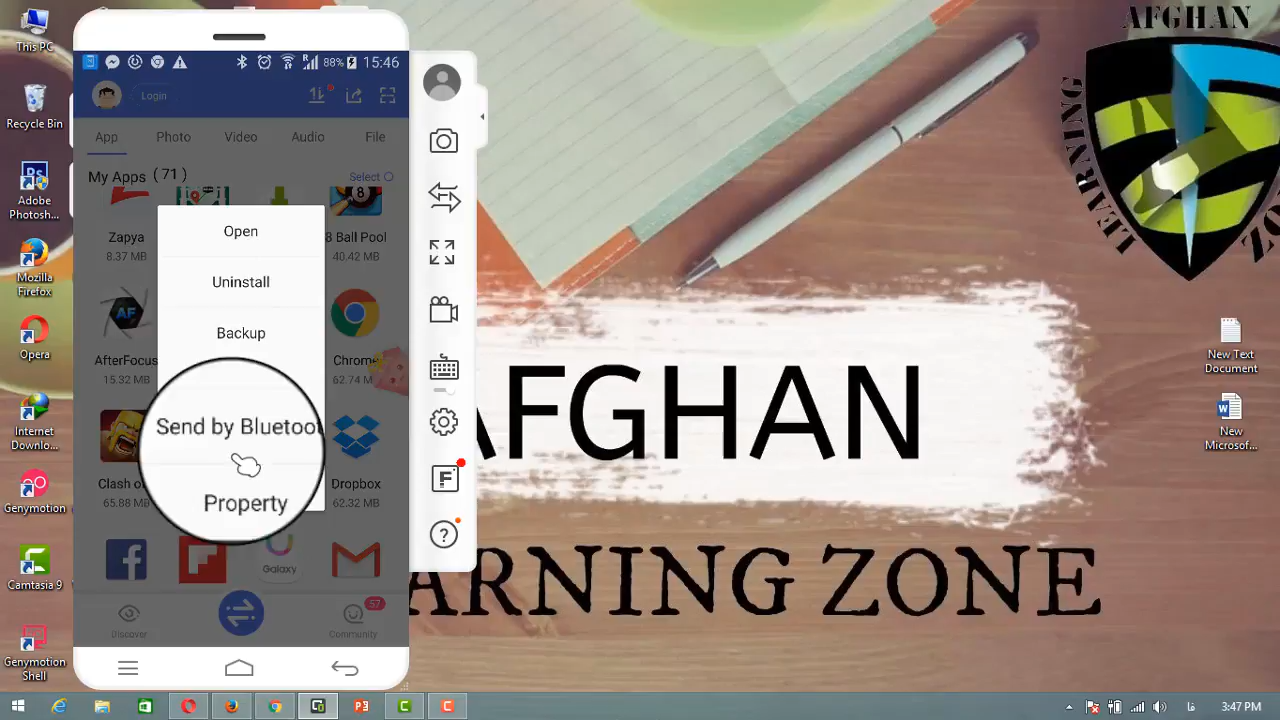 This PC
Recycle Bin
Adobe
Photosh...
Mozilla
Firefox
Opera
Internet
Downlo...
Genymotion
Camtasia 9
Genymotion
Shell
88% 15:46
Login
App Photo Video Audio File
My Apps (71) Select
Zapya
8.37 MB
8 Ball Pool
40.42 MB
Open
Uninstall
Backup
AF
AfterFocus
15.32 MB
Chrome
62.74 M
Send by Bluetoot
Property
Clash o
65.88 MB
Dropbox
62.32 MB
Galaxy
Discover
Community
57
AFGHAN
LEARNING
AFGHAN
ARNING ZONE
New Text
Document
New
Microsof...
3:47 PM